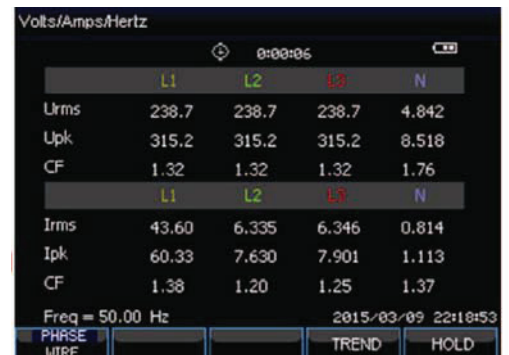 Volts/Amps/Hertz
0:00:06
L1 L2 L3 N
Urms 238.7 238.7 238.7 4.842
Upk 315.2 315.2 315.2 8.518
CF 1.32 1.32 1.32 1.76
L1 L2 L3 N
Irms 43.60 6.335 6.346 0.814
Ipk 60.33 7.630 7.901 1.113
CF 1.38 1.20 1.25 1.37
Freq = 50.00 Hz 2015/03/09 22:18:53
PHASE TREND HOLD
WIRE